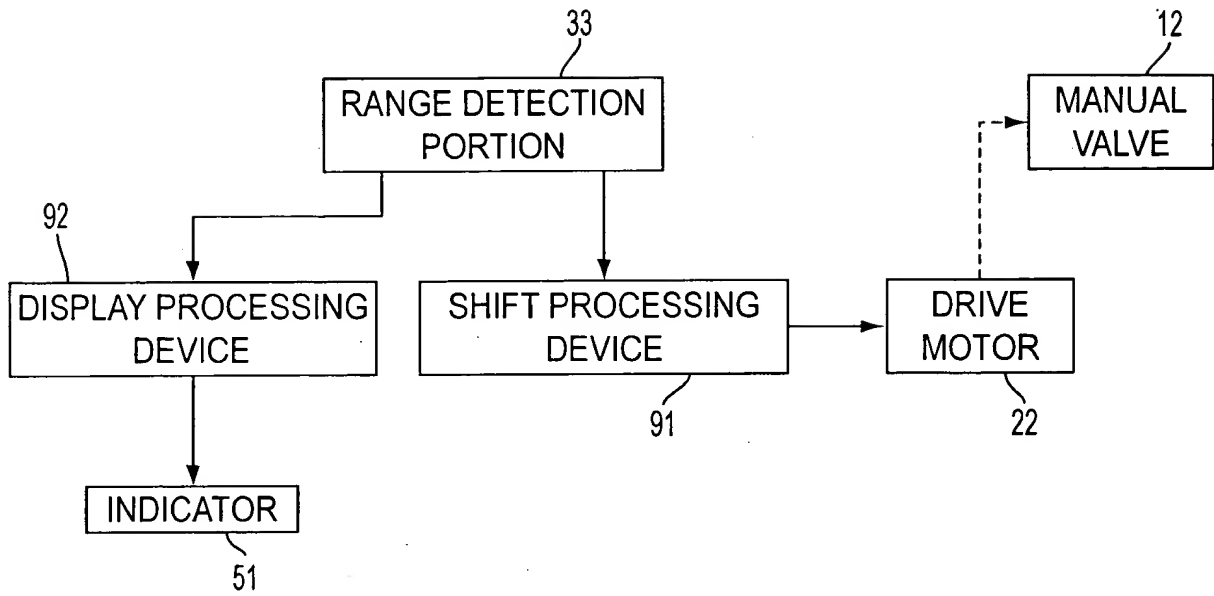 33
RANGE DETECTION
PORTION
12
MANUAL
VALVE
92
DISPLAY PROCESSING
DEVICE
SHIFT PROCESSING
DEVICE
91
DRIVE
MOTOR
22
INDICATOR
51